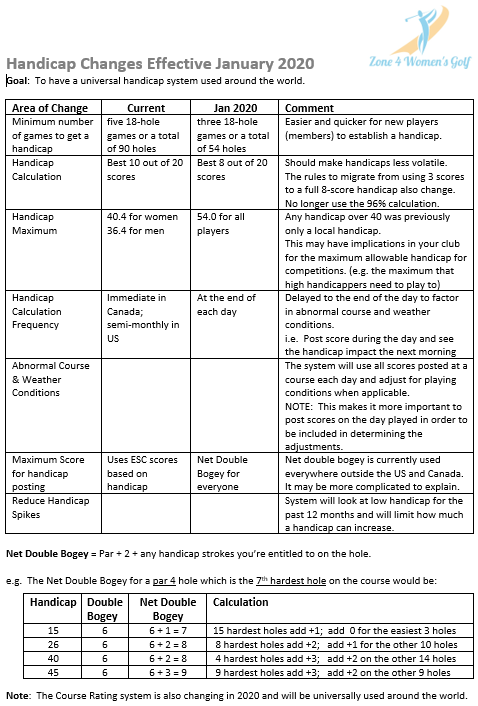 Zone 4 Women's Golf
Handicap Changes Effective January 2020
Goal: To have a universal handicap system used around the world.
Area of Change Current Jan 2020 Comment
Minimum number five 18-hole three 18-hole Easier and quicker for new players
of games to get a games or a total games or a total (members) to establish a handicap.
handicap of 90 holes of 54 holes
Handicap Best 10 out of 20 Best 8 out of 20 Should make handicaps less volatile.
Calculation scores scores The rules to migrate from using 3 scores
to a full 8-score handicap also change.
No longer use the 96% calculation.
Handicap 40.4 for women 54.0 for all Any handicap over 40 was previously
Maximum 36.4 for men players only a local handicap.
This may have implications in your club
for the maximum allowable handicap for
competitions. (e.g. the maximum that
high handicappers need to play to)
Handicap Immediate in At the end of Delayed to the end of the day to factor
Calculation Canada; each day in abnormal course and weather
Frequency semi-monthly in conditions.
US i.e. Post score during the day and see
the handicap impact the next morning
Abnormal Course The system will use all scores posted at a
& Weather course each day and adjust for playing
Conditions conditions when applicable.
NOTE: This makes it more important to
post scores on the day played in order to
be included in determining the
adjustments.
Maximum Score Uses ESC scores Net Double Net double bogey is currently used
for handicap based on Bogey for everywhere outside the US and Canada.
posting handicap everyone It may be more complicated to explain.
Reduce Handicap System will look at low handicap for the
Spikes past 12 months and will limit how much
a handicap can increase.
Net Double Bogey = Par + 2 + any handicap strokes you're entitled to on the hole.
e.g. The Net Double Bogey for a par 4 hole which is the 7th hardest hole on the course would be:
Handicap Double Net Double Calculation
Bogey Bogey
15 6 6 + 1 = 7 15 hardest holes add +1; add 0 for the easiest 3 holes
26 6 6 + 2 = 8 8 hardest holes add +2; add +1 for the other 10 holes
40 6 6 + 2 = 8 4 hardest holes add +3; add +2 on the other 14 holes
45 6 6 + 3 = 9 9 hardest holes add +3; add +2 on the other 9 holes
Note: The Course Rating system is also changing in 2020 and will be universally used around the world.